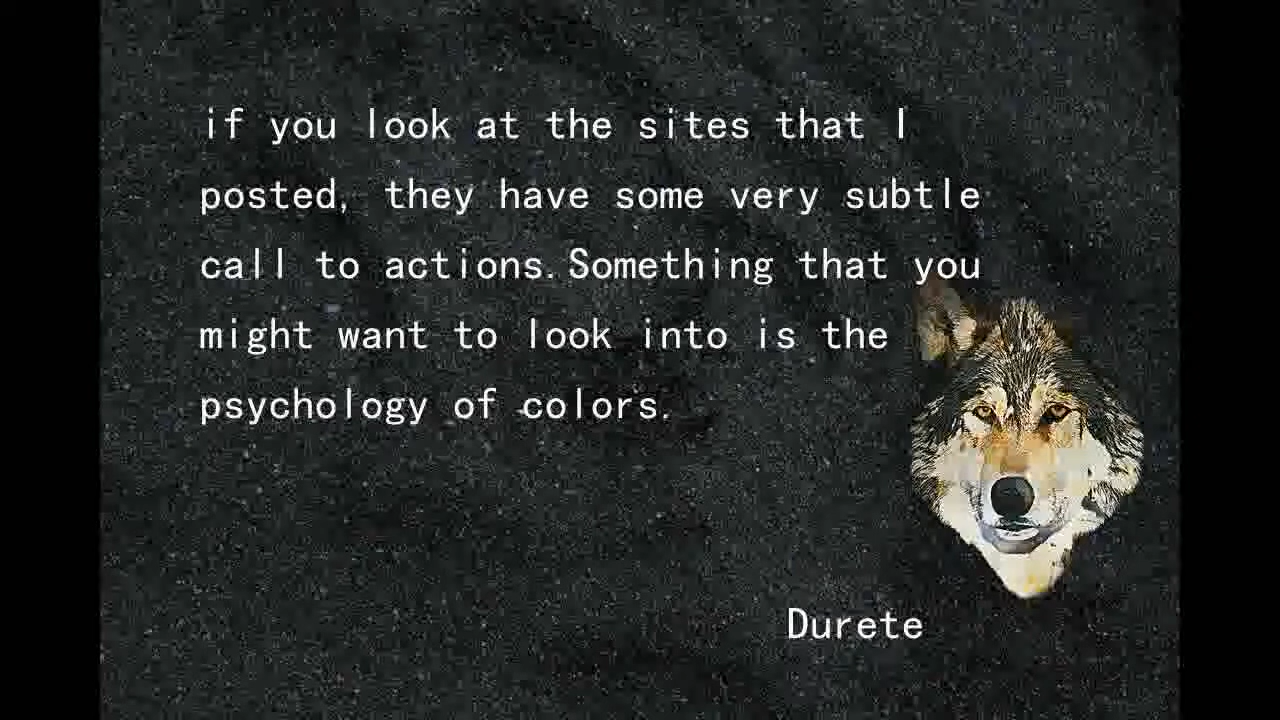 if you look at the sites that I
posted, they have some very subtle
call to actions.Something that you
might want to look into is the
psychology of colors.
Durete